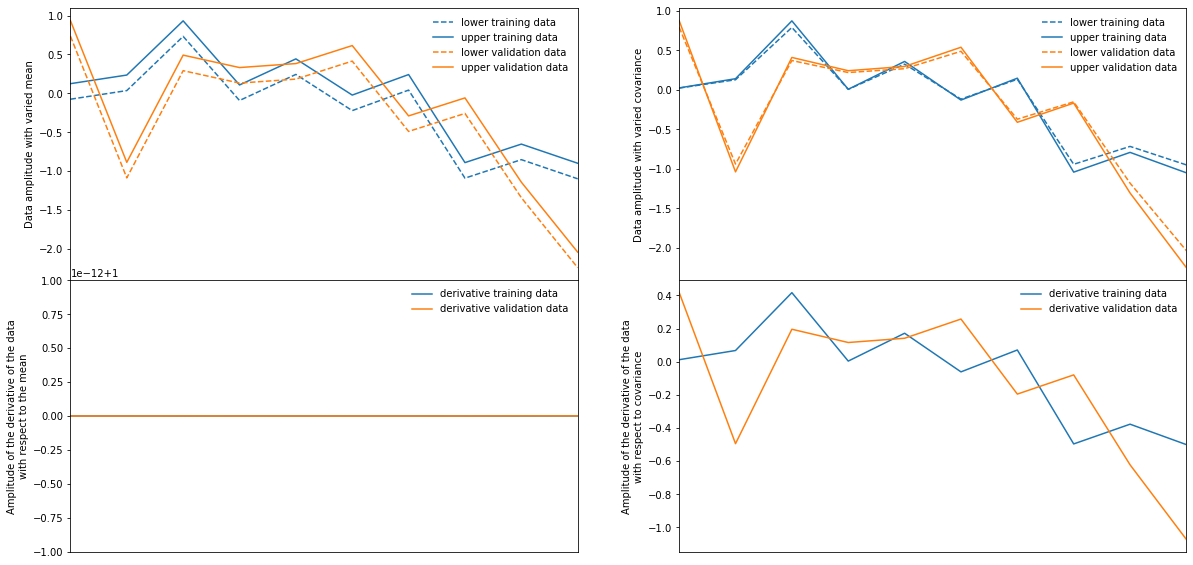 1.0
0.5
0.0
−0.5
−1.0
−1.5
−2.0
Data amplitude with varied mean
lower training data
upper training data
lower validation data
upper validation data
1.0
0.5
0.0
−0.5
−1.0
−1.5
−2.0
Data amplitude with varied covariance
lower training data
upper training data
lower validation data
upper validation data
1e−12+1
1.00
0.75
0.50
0.25
0.00
−0.25
−0.50
−0.75
−1.00
Amplitude of the derivative of the data
with respect to the mean
derivative training data
derivative validation data
0.4
0.2
0.0
−0.2
−0.4
−0.6
−0.8
−1.0
Amplitude of the derivative of the data
with respect to covariance
derivative training data
derivative validation data